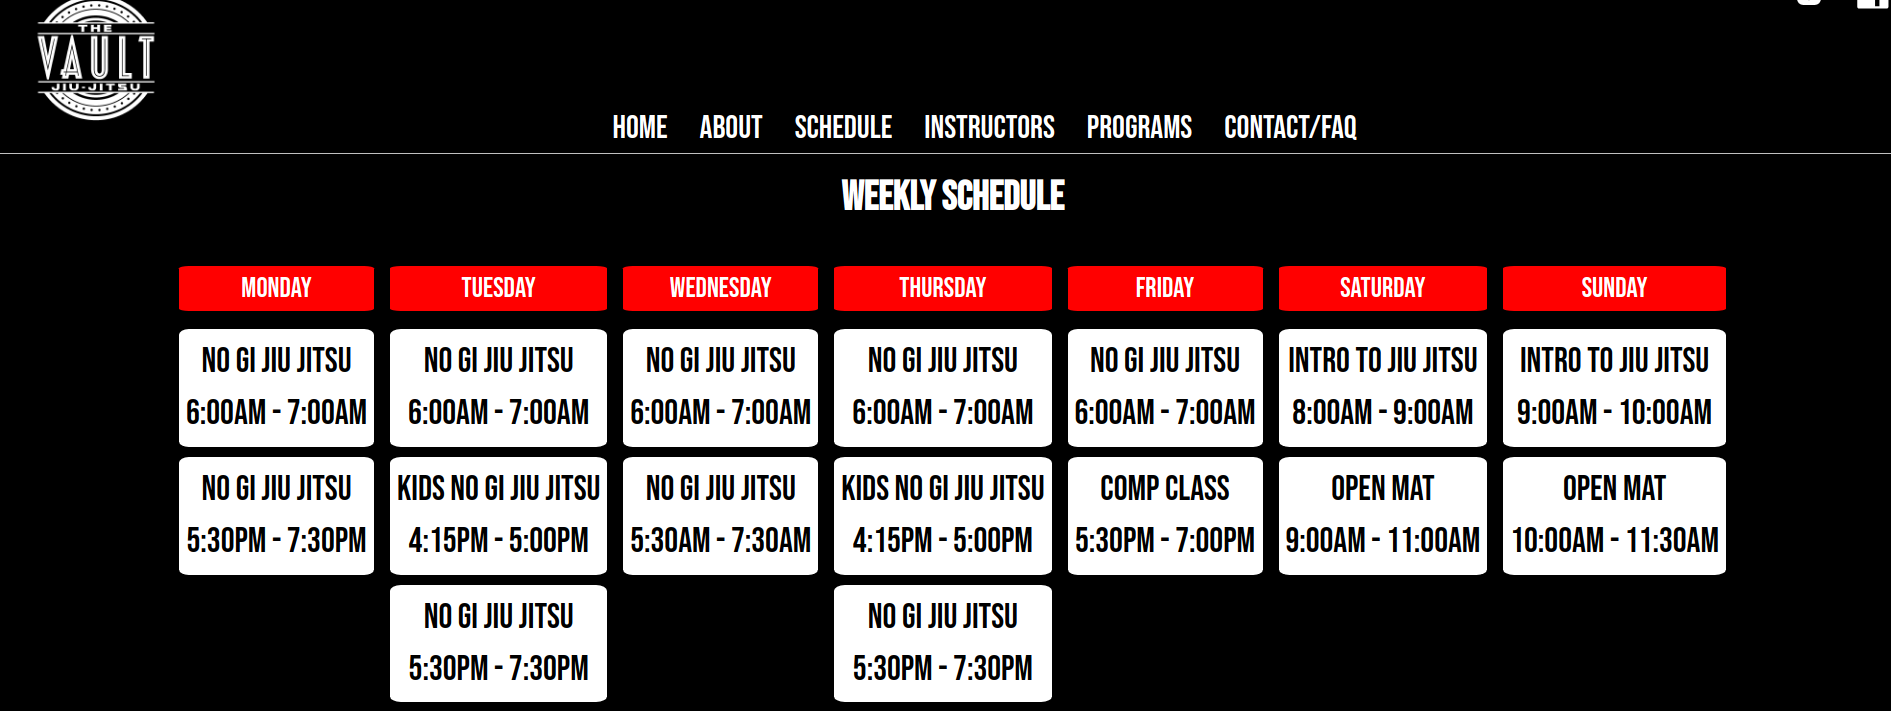 THE
VAULT
JIU-JITSU
HOME ABOUT SCHEDULE INSTRUCTORS PROGRAMS CONTACT/FAQ
WEEKLY SCHEDULE
MONDAY TUESDAY WEDNESDAY THURSDAY FRIDAY SATURDAY SUNDAY
NO GI JIU JITSU NO GI JIU JITSU NO GI JIU JITSU NO GI JIU JITSU NO GI JIU JITSU INTRO TO JIU JITSU INTRO TO JIU JITSU
6:00AM - 7:00AM 6:00AM - 7:00AM 6:00AM - 7:00AM 6:00AM - 7:00AM 6:00AM - 7:00AM 8:00AM - 9:00AM 9:00AM - 10:00AM
NO GI JIU JITSU KIDS NO GI JIU JITSU NO GI JIU JITSU KIDS NO GI JIU JITSU COMP CLASS OPEN MAT OPEN MAT
5:30PM - 7:30PM 4:15PM - 5:00PM 5:30AM - 7:30AM 4:15PM - 5:00PM 5:30PM - 7:00PM 9:00AM - 11:00AM 10:00AM - 11:30AM
NO GI JIU JITSU NO GI JIU JITSU
5:30PM - 7:30PM 5:30PM - 7:30PM